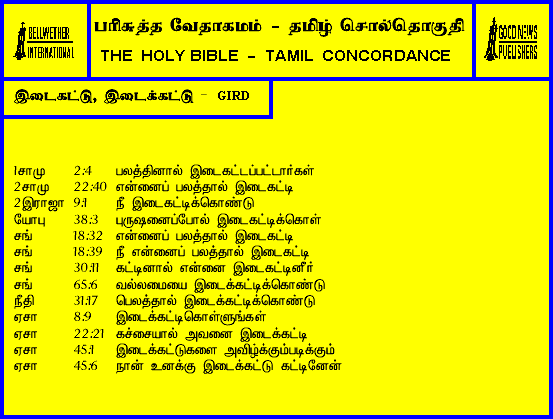 BELLWETHER
INTERNATIONAL
பரிசுத்த வேதாகமம் - தமிழ் சொல்தொகுதி
THE HOLY BIBLE - TAMIL CONCORDANCE
GOOD NEWS
PUBLISHERS
இடைகட்டு, இடைக்கட்டு - GIRD
1சாமு 2:4 பலத்தினால் இடைகட்டப்பட்டார்கள்
2சாமு 22:40 என்னைப் பலத்தால் இடைகட்டி
2இராஜா 9:1 நீ இடைகட்டிக்கொண்டு
யோபு 38:3 புருஷனைப்போல் இடைகட்டிக்கொள்
சங் 18:32 என்னைப் பலத்தால் இடைகட்டி
சங் 18:39 நீ என்னைப் பலத்தால் இடைகட்டி
சங் 30:11 கட்டினால் என்னை இடைகட்டினீர்
சங் 65:6 வல்லமையை இடைக்கட்டிக்கொண்டு
நீதி 31:17 பெலத்தால் இடைக்கட்டிக்கொண்டு
ஏசா 8:9 இடைக்கட்டிகொள்ளுங்கள்
ஏசா 22:21 கச்சையால் அவனை இடைக்கட்டி
ஏசா 45:1 இடைக்கட்டுகளை அவிழ்க்கும்படிக்கும்
ஏசா 45:6 நான் உனக்கு இடைக்கட்டு கட்டினேன்